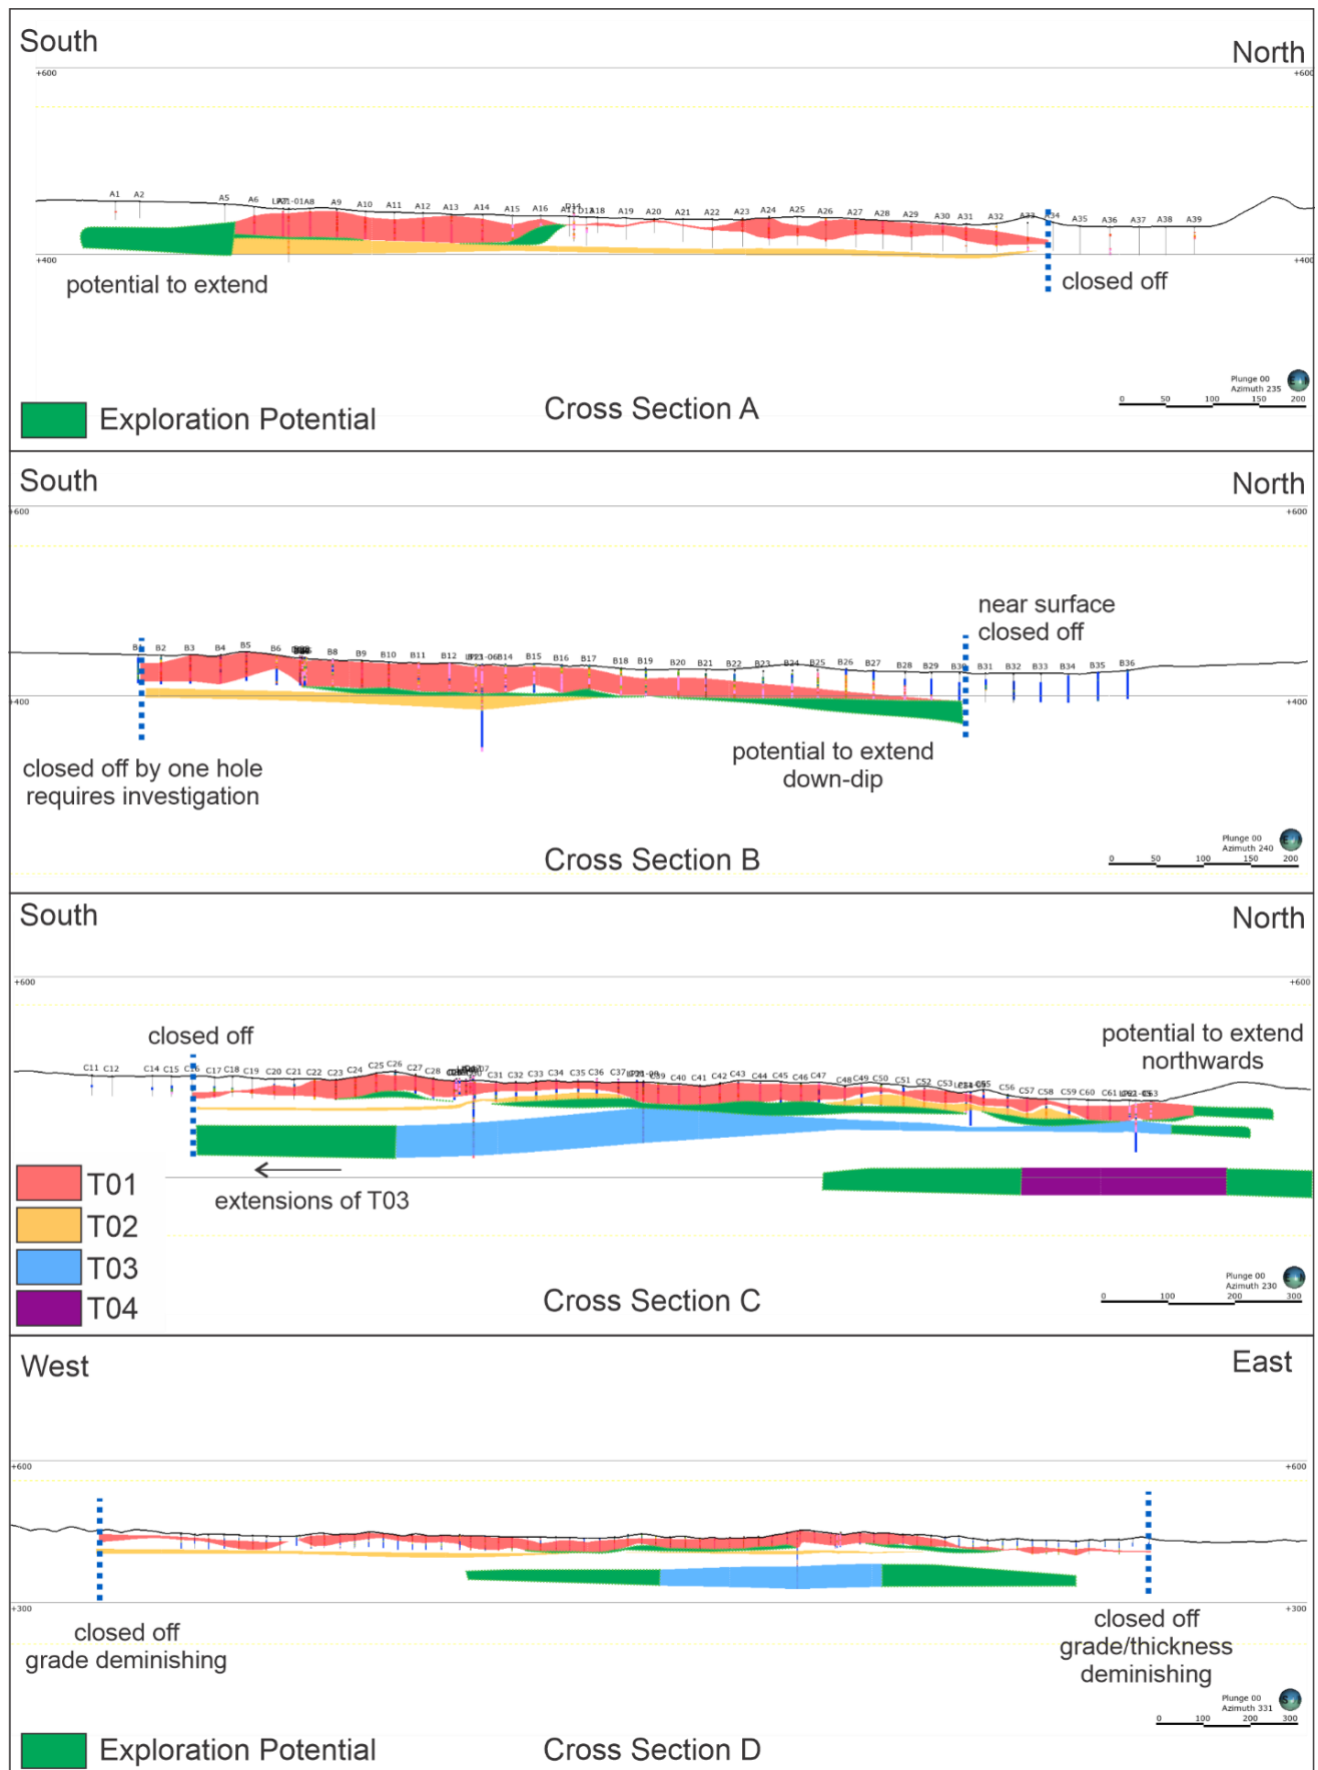 South
North
+600
+600
A1 A2 A5 A6 A8 A9 A10 A11 A12 A13 A14 A15 A16 D14 A18 A19 A20 A21 A22 A23 A24 A25 A26 A27 A28 A29 A30 A31 A32 A33 A34 A35 A36 A37 A38 A39
+400
+400
potential to extend
closed off
Plunge 00
Azimuth 235
0 50 100 150 200
Exploration Potential
Cross Section A
South
North
+600
+600
near surface
closed off
B2 B3 B4 B5 B6 B8 B9 B10 B11 B12 B14 B15 B16 B17 B18 B19 B20 B21 B22 B23 B24 B25 B26 B27 B28 B29 B30 B31 B32 B33 B34 B35 B36
+400
+400
closed off by one hole
requires investigation
potential to extend
down-dip
Plunge 00
Azimuth 240
0 50 100 150 200
Cross Section B
South
North
+600
+600
closed off
potential to extend
northwards
C11 C12 C14 C15 C16 C17 C18 C19 C20 C21 C22 C23 C24 C25 C26 C27 C28 C31 C32 C33 C34 C35 C36 C37 C39 C40 C41 C42 C43 C44 C45 C46 C47 C48 C49 C50 C51 C52 C53 C56 C57 C58 C59 C60 C61
extensions of T03
T01
T02
T03
T04
Plunge 00
Azimuth 230
0 100 200 300
Cross Section C
West
East
+600
+600
+300
+300
closed off
grade deminishing
closed off
grade/thickness
deminishing
Plunge 00
Azimuth 331
0 100 200 300
Exploration Potential
Cross Section D